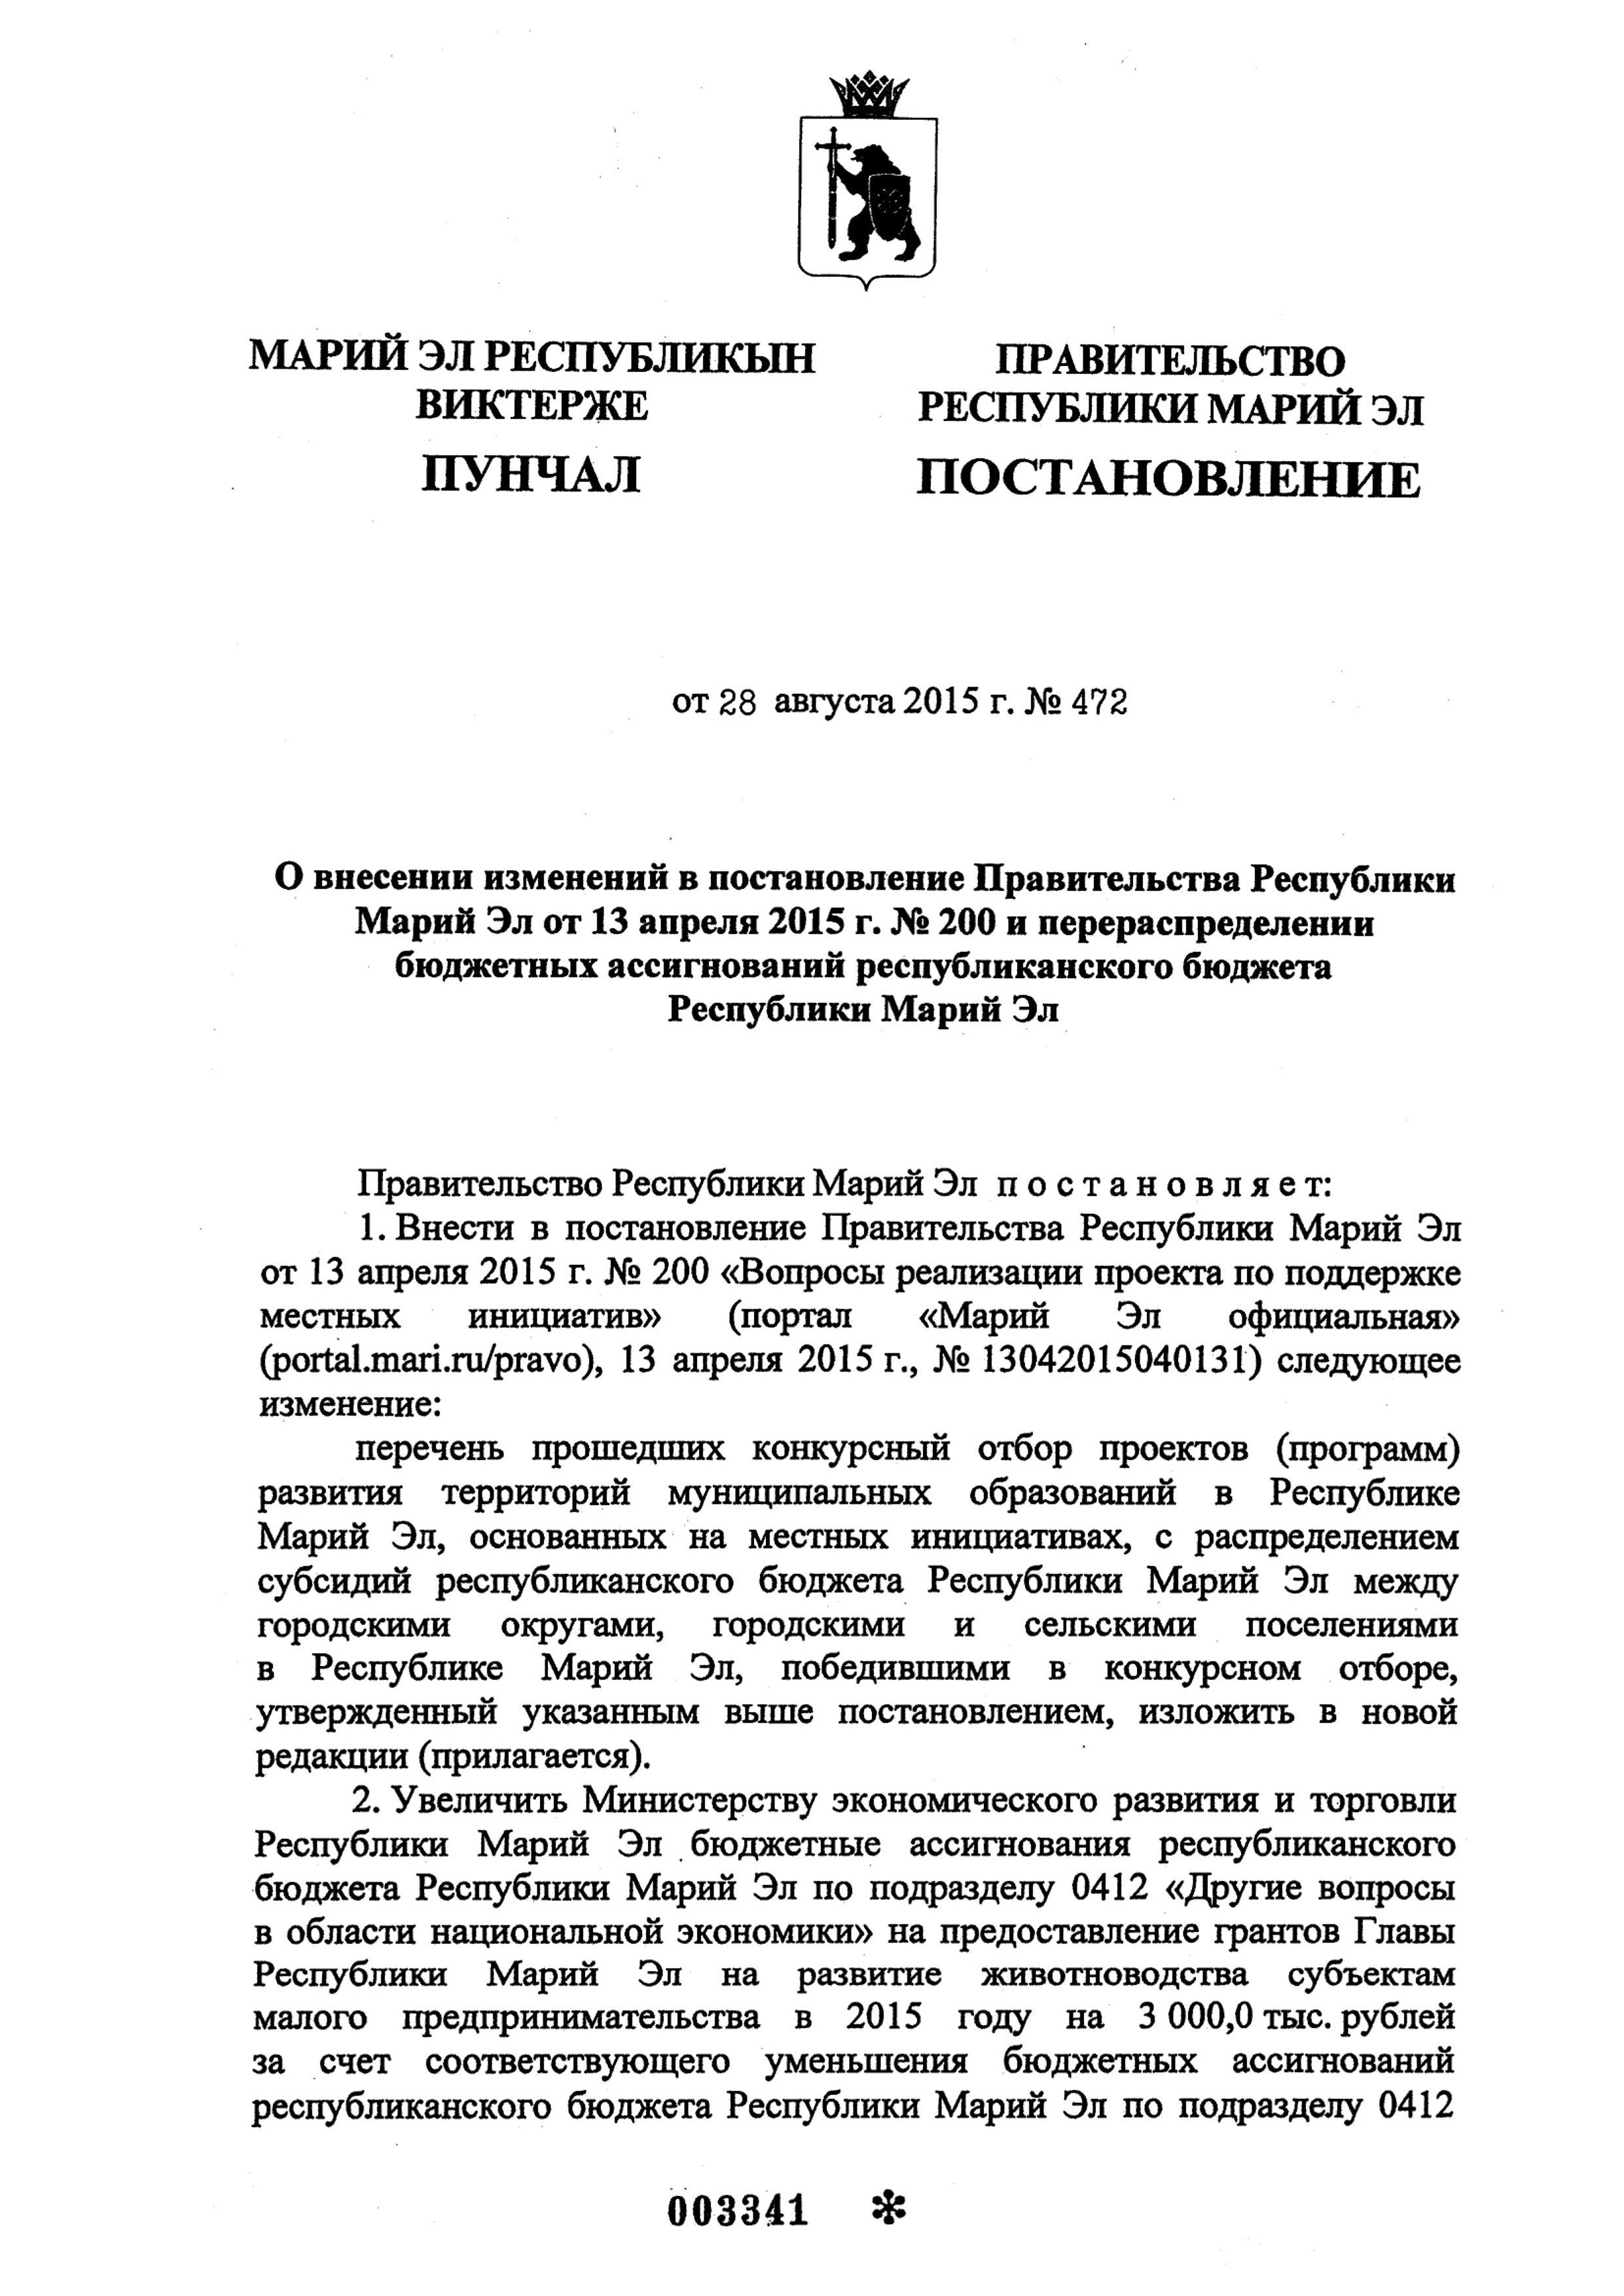 МАРИЙ ЭЛ РЕСПУБЛИКЫН
ВИКТЕРЖЕ
ПУНЧАЛ
ПРАВИТЕЛЬСТВО
РЕСПУБЛИКИ МАРИЙ ЭЛ
ПОСТАНОВЛЕНИЕ
от 28 августа 2015 г. № 472
О внесении изменений в постановление Правительства Республики
Марий Эл от 13 апреля 2015 г. № 200 и перераспределении
бюджетных ассигнований республиканского бюджета
Республики Марий Эл
Правительство Республики Марий Эл п о с т а н о в л я е т:
1. Внести в постановление Правительства Республики Марий Эл
от 13 апреля 2015 г. № 200 «Вопросы реализации проекта по поддержке
местных инициатив» (портал «Марий Эл официальная»
(portal.mari.ru/pravo), 13 апреля 2015 г., № 13042015040131) следующее
изменение:
перечень прошедших конкурсный отбор проектов (программ)
развития территорий муниципальных образований в Республике
Марий Эл, основанных на местных инициативах, с распределением
субсидий республиканского бюджета Республики Марий Эл между
городскими округами, городскими и сельскими поселениями
в Республике Марий Эл, победившими в конкурсном отборе,
утвержденный указанным выше постановлением, изложить в новой
редакции (прилагается).
2. Увеличить Министерству экономического развития и торговли
Республики Марий Эл бюджетные ассигнования республиканского
бюджета Республики Марий Эл по подразделу 0412 «Другие вопросы
в области национальной экономики» на предоставление грантов Главы
Республики Марий Эл на развитие животноводства субъектам
малого предпринимательства в 2015 году на 3 000,0 тыс. рублей
за счет соответствующего уменьшения бюджетных ассигнований
республиканского бюджета Республики Марий Эл по подразделу 0412
003341 *